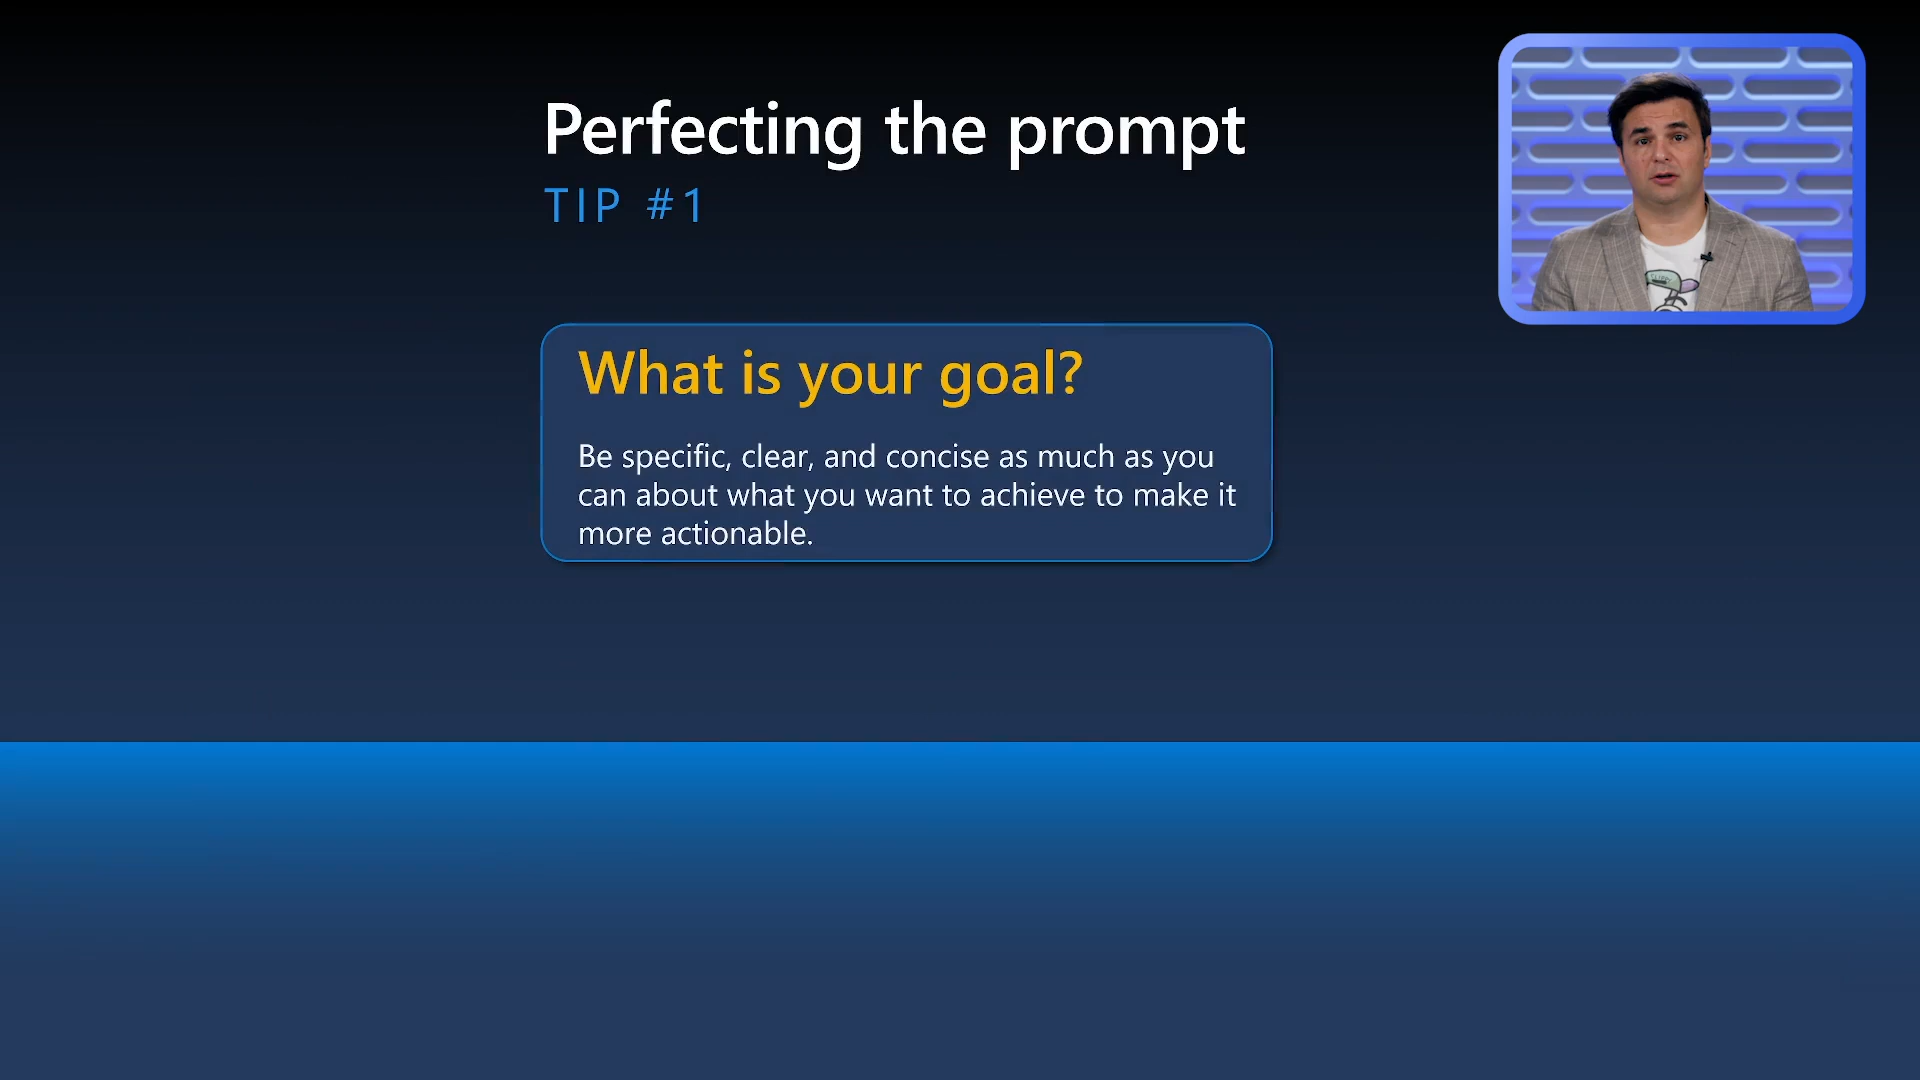 Perfecting the prompt
TIP #1
What is your goal?
Be specific, clear, and concise as much as you
can about what you want to achieve to make it
more actionable.